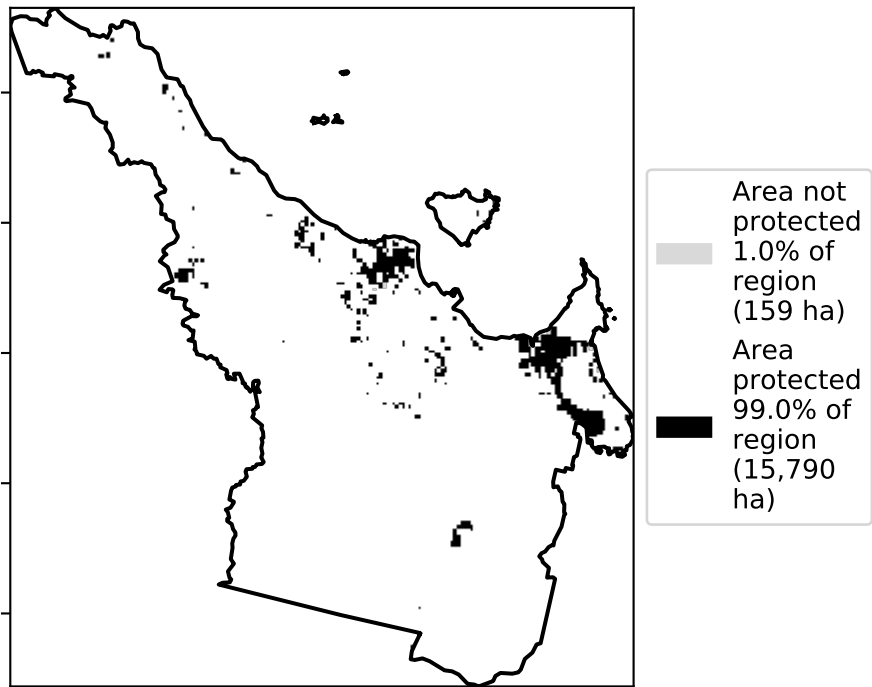 Area not
protected
1.0% of
region
(159 ha)
Area
protected
99.0% of
region
(15,790
ha)